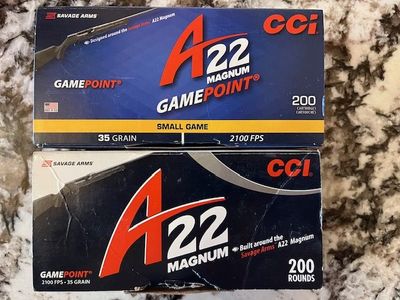 SAVAGE ARMS
CCI
Designed around the Savage Arms A22 Magnum
A22
MAGNUM
GAMEPOINT®
GAMEPOINT®
200
CARTRIDGES
CARTOUCHES
SMALL GAME
35 GRAIN
2100 FPS
SAVAGE ARMS
CCI
A22
MAGNUM
Built around the
Savage Arms A22 Magnum
GAMEPOINT®
2100 FPS • 35 GRAIN
200
ROUNDS